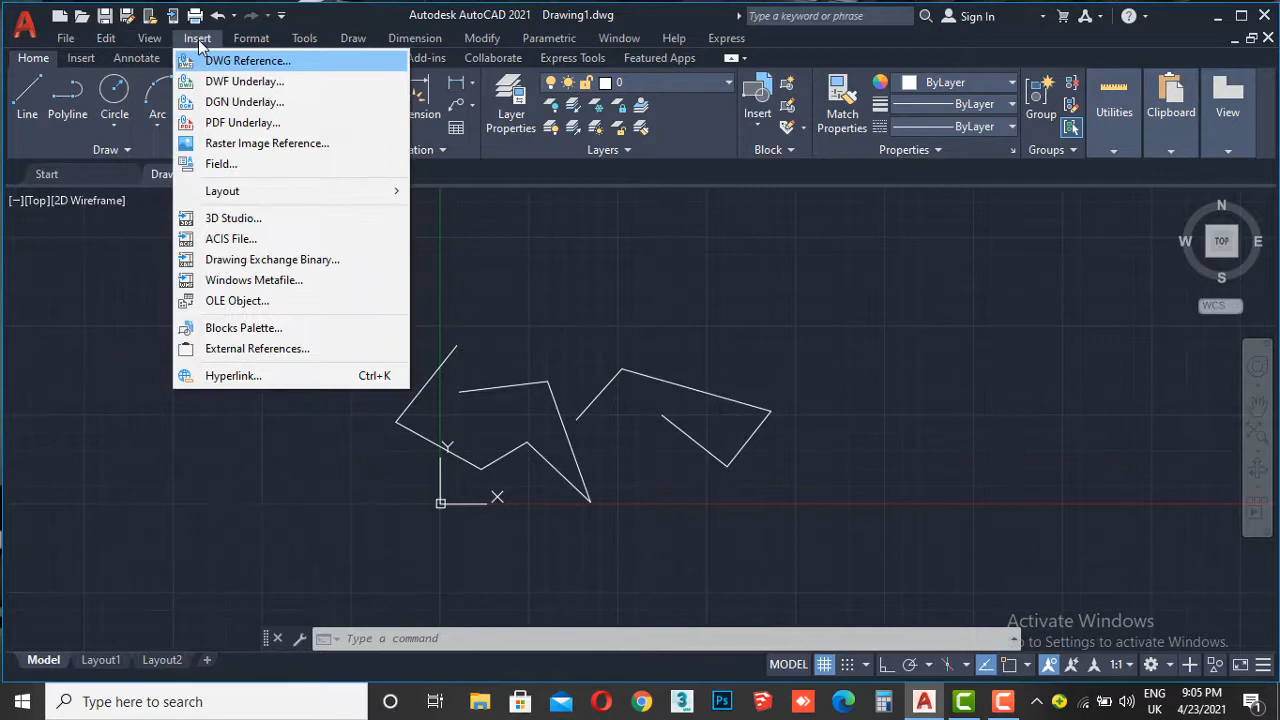 Autodesk AutoCAD 2021 Drawing1.dwg
Type a keyword or phrase
Sign In
File Edit View Insert Format Tools Draw Dimension Modify Parametric Window Help Express
Home Insert Annotate Add-ins Collaborate Express Tools Featured Apps
DWG Reference...
DWF Underlay...
DGN Underlay...
PDF Underlay...
Raster Image Reference...
Field...
Layout
3D Studio...
ACIS File...
Drawing Exchange Binary...
Windows Metafile...
OLE Object...
Blocks Palette...
External References...
Hyperlink... Ctrl+K
Line Polyline Circle Arc
Draw
Layer
Properties
0
Layers
Insert
Block
Match
Properties
ByLayer
ByLayer
ByLayer
Properties
Group
Groups
Utilities
Clipboard
View
Start
[−][Top][2D Wireframe]
N
W TOP E
S
WCS
Y
X
Activate Windows
to Settings to activate Windows.
Type a command
Model Layout1 Layout2 +
MODEL
1:1
Type here to search
3
Ps
ENG
UK
9:05 PM
4/23/2021
1